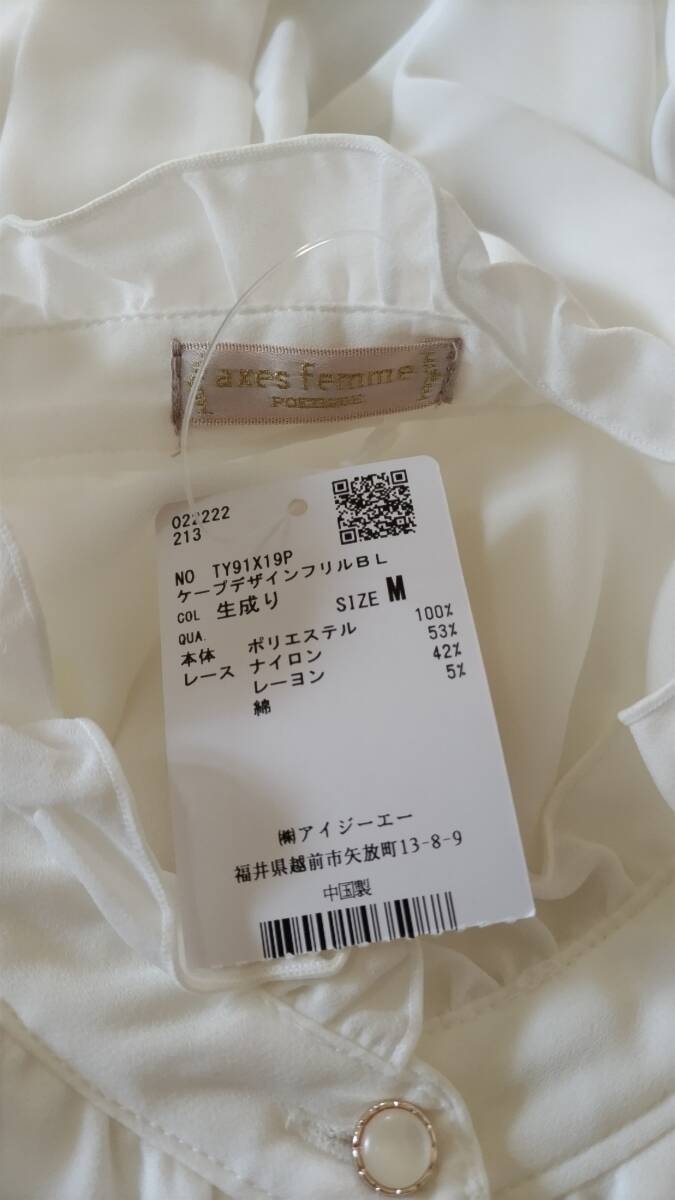 axes femme
POETIQUE
022222
213
NO TY91X19P
ケープデザインフリルBL
COL 生成り SIZE M
QUA.
本体 ポリエステル 100%
レース ナイロン 53%
レーヨン 42%
綿 5%
㈱アイジーエー
福井県越前市矢放町13-8-9
中国製